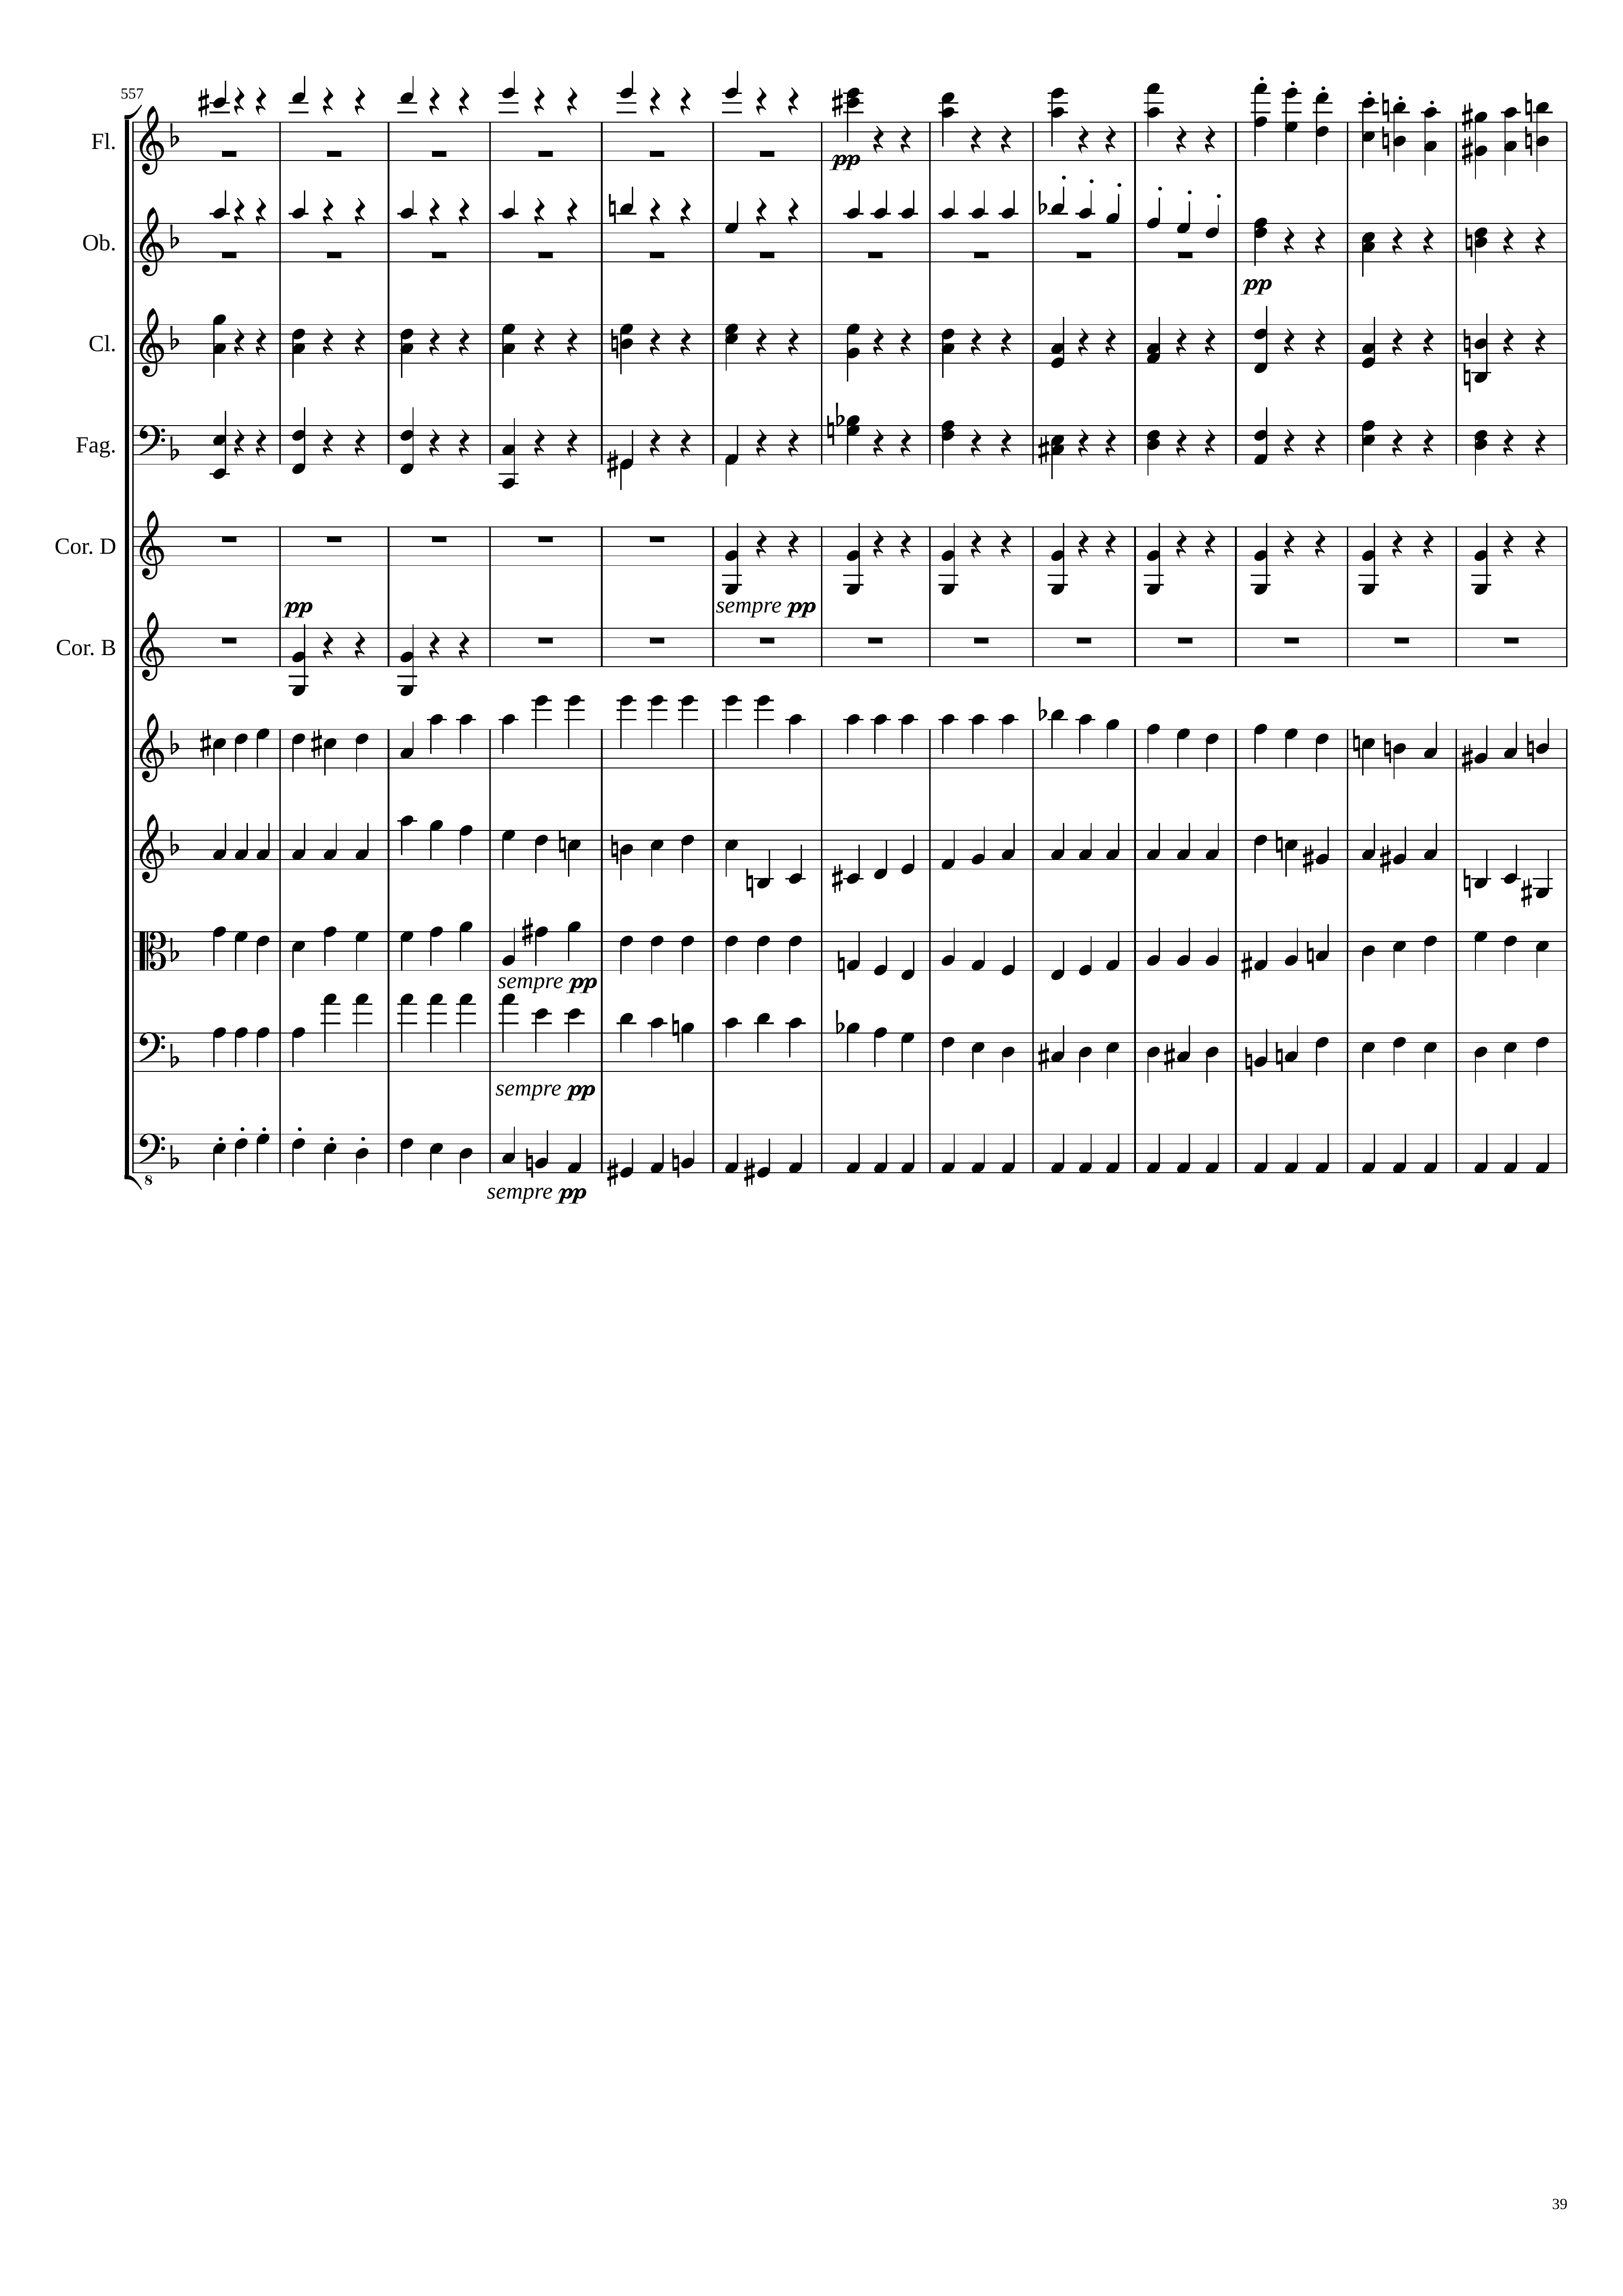 557
Fl.
pp
Ob.
pp
Cl.
Fag.
Cor. D
pp sempre pp
Cor. B
sempre pp
sempre pp
8
sempre pp
39